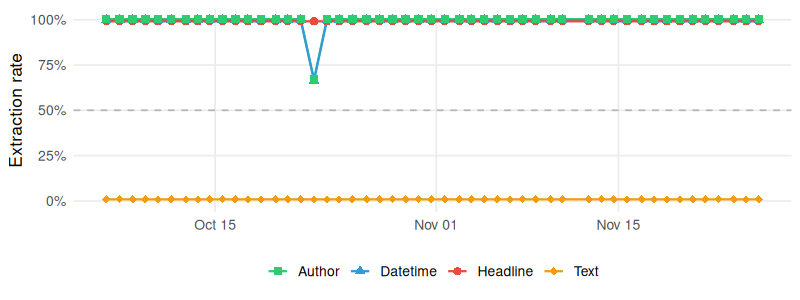 Extraction rate
100%
75%
50%
25%
0%
Oct 15 Nov 01 Nov 15
Author Datetime Headline Text